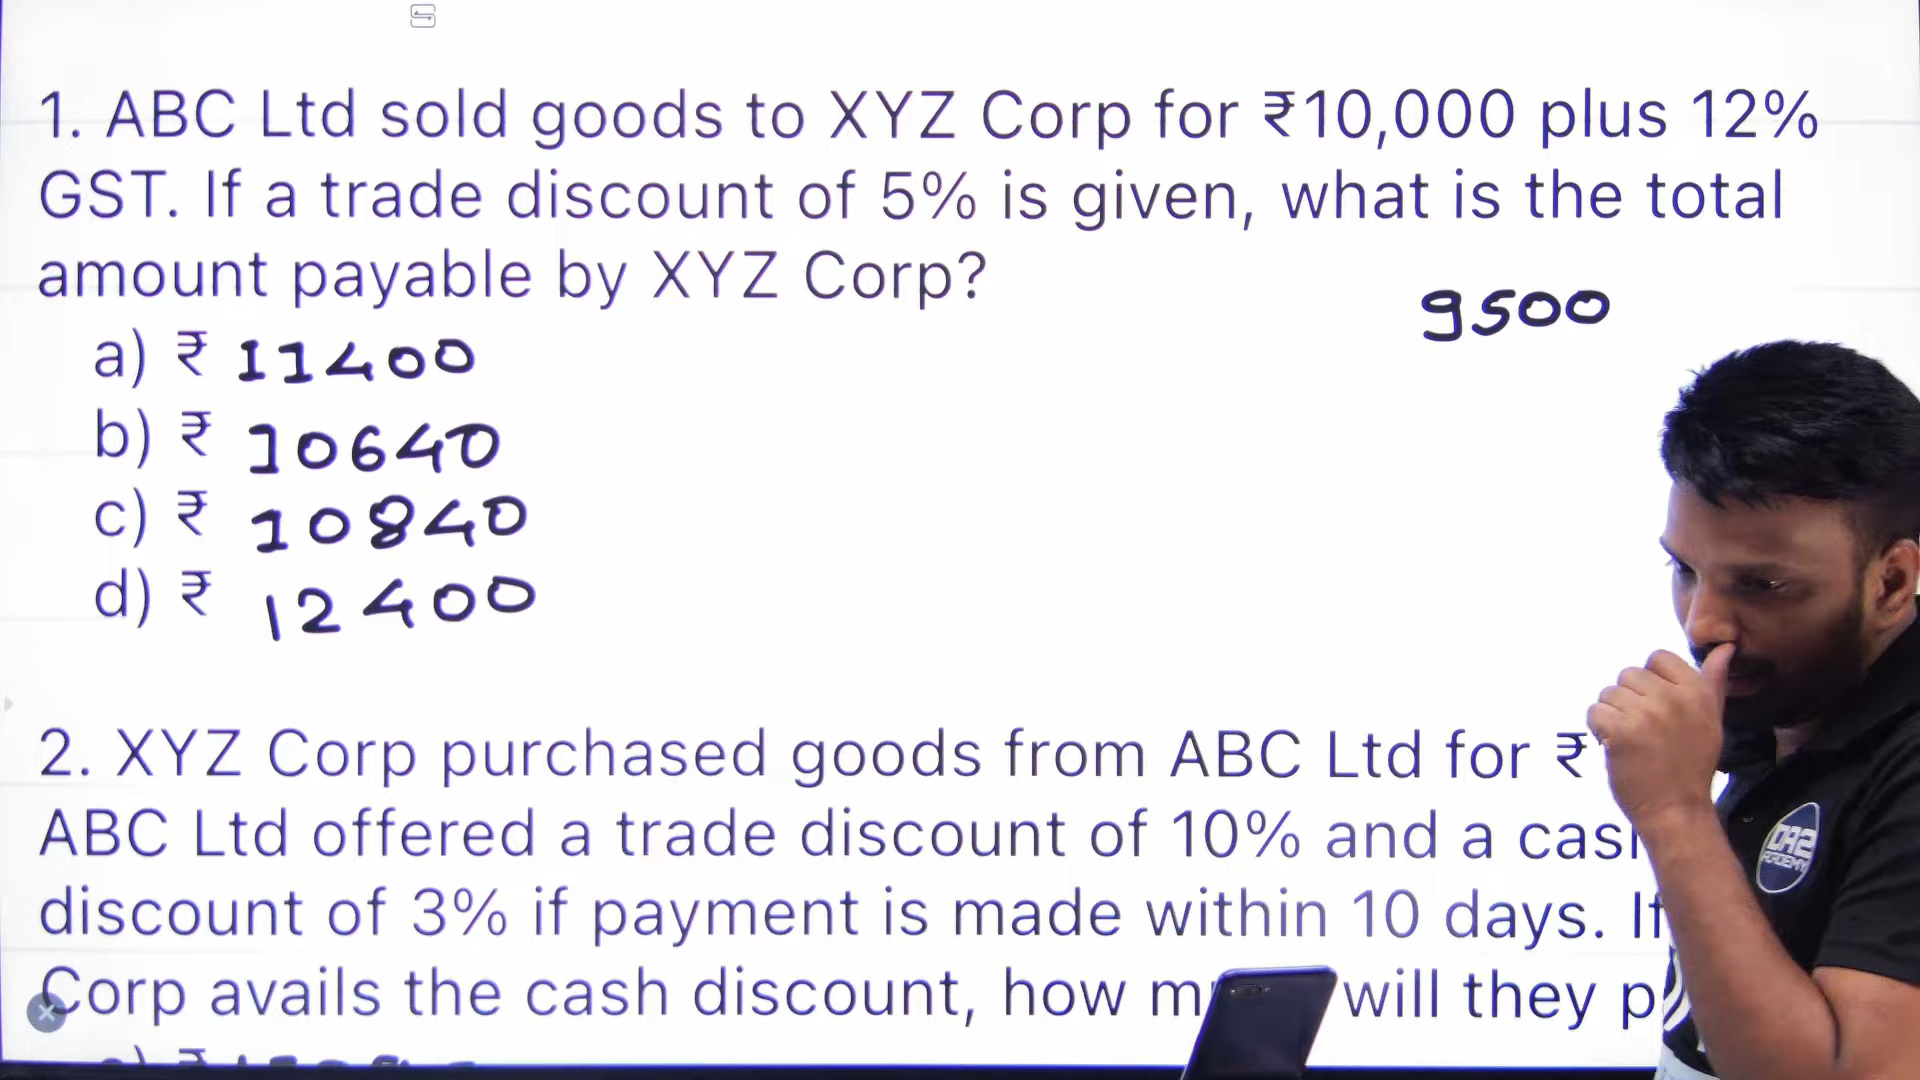 1. ABC Ltd sold goods to XYZ Corp for ₹10,000 plus 12%
GST. If a trade discount of 5% is given, what is the total
amount payable by XYZ Corp?
9500
a) ₹ 11400
b) ₹ 10640
c) ₹ 10840
d) ₹ 12400
2. XYZ Corp purchased goods from ABC Ltd for ₹
ABC Ltd offered a trade discount of 10% and a
discount of 3% if payment is made within 10 days. If
Corp avails the cash discount, how will they
ACADEMY